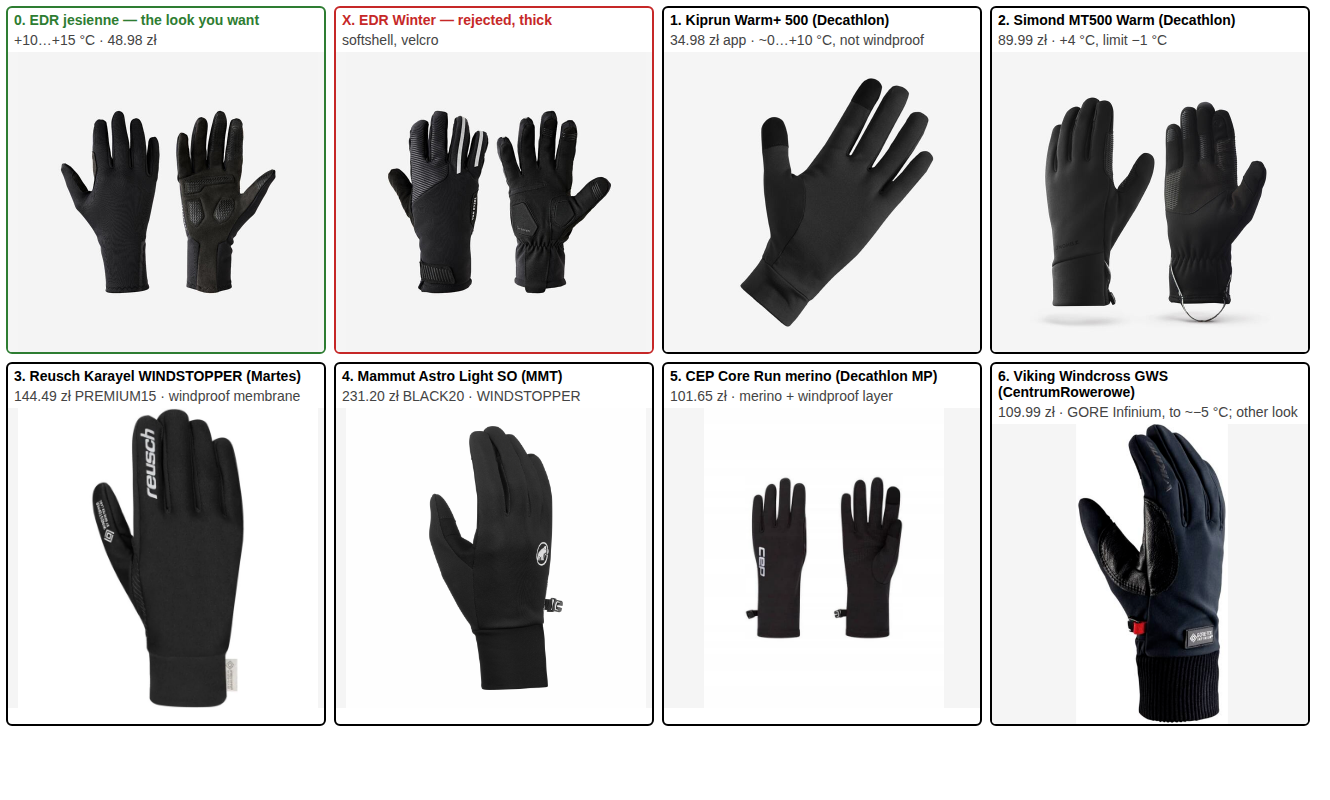 0. EDR jesienne — the look you want
+10…+15 °C · 48.98 zł
X. EDR Winter — rejected, thick
softshell, velcro
1. Kiprun Warm+ 500 (Decathlon)
34.98 zł app · ~0…+10 °C, not windproof
2. Simond MT500 Warm (Decathlon)
89.99 zł · +4 °C, limit −1 °C
3. Reusch Karayel WINDSTOPPER (Martes)
144.49 zł PREMIUM15 · windproof membrane
reusch
4. Mammut Astro Light SO (MMT)
231.20 zł BLACK20 · WINDSTOPPER
5. CEP Core Run merino (Decathlon MP)
101.65 zł · merino + windproof layer
cep
6. Viking Windcross GWS
(CentrumRowerowe)
109.99 zł · GORE Infinium, to ~−5 °C; other look